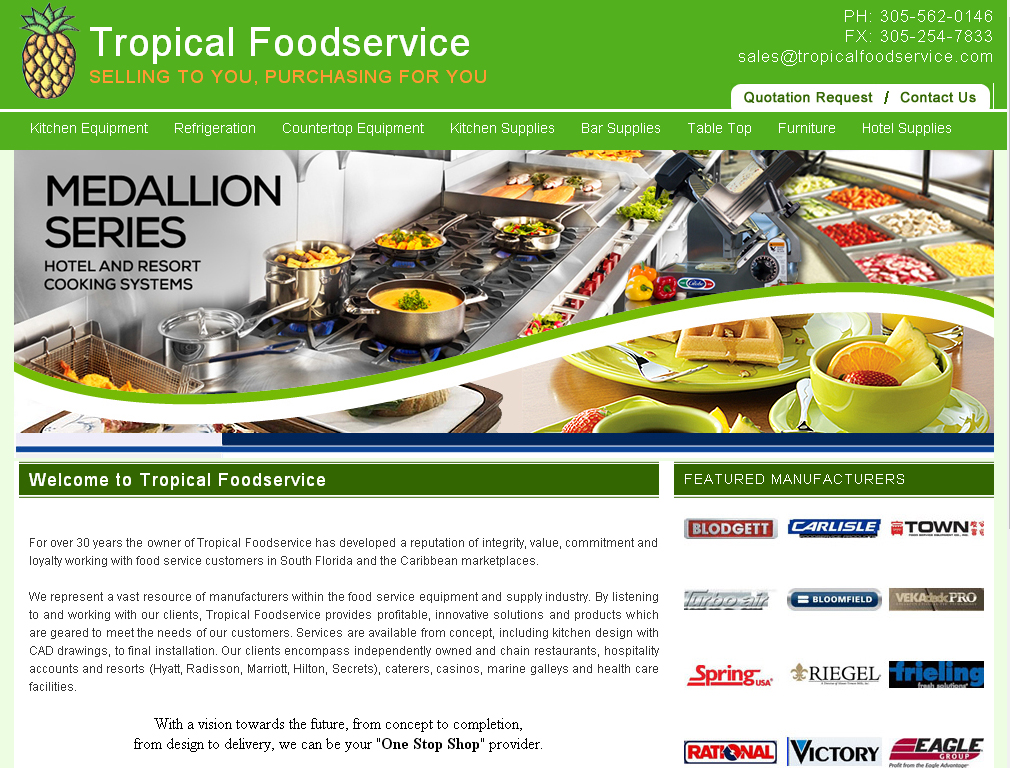 Tropical Foodservice
SELLING TO YOU, PURCHASING FOR YOU
PH: 305-562-0146
FX: 305-254-7833
sales@tropicalfoodservice.com
Quotation Request / Contact Us
Kitchen Equipment Refrigeration Countertop Equipment Kitchen Supplies Bar Supplies Table Top Furniture Hotel Supplies
MEDALLION
SERIES
HOTEL AND RESORT
COOKING SYSTEMS
Welcome to Tropical Foodservice
For over 30 years the owner of Tropical Foodservice has developed a reputation of integrity, value, commitment and
loyalty working with food service customers in South Florida and the Caribbean marketplaces.
We represent a vast resource of manufacturers within the food service equipment and supply industry. By listening
to and working with our clients, Tropical Foodservice provides profitable, innovative solutions and products which
are geared to meet the needs of our customers. Services are available from concept, including kitchen design with
CAD drawings, to final installation. Our clients encompass independently owned and chain restaurants, hospitality
accounts and resorts (Hyatt, Radisson, Marriott, Hilton, Secrets), caterers, casinos, marine galleys and health care
facilities.
With a vision towards the future, from concept to completion,
from design to delivery, we can be your "One Stop Shop" provider.
FEATURED MANUFACTURERS
BLODGETT CARLISLE TOWN
Turbo air BLOOMFIELD VEKAdeck PRO
Spring USA RIEGEL frieling
fresh solutions
RATIONAL VICTORY EAGLE
GROUP
Profit from the Eagle Advantage